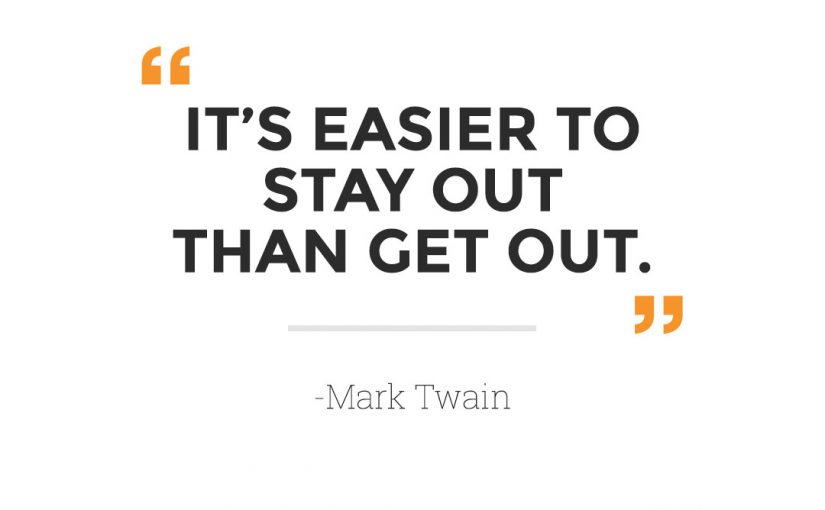 “
IT’S EASIER TO
STAY OUT
THAN GET OUT.
”
-Mark Twain